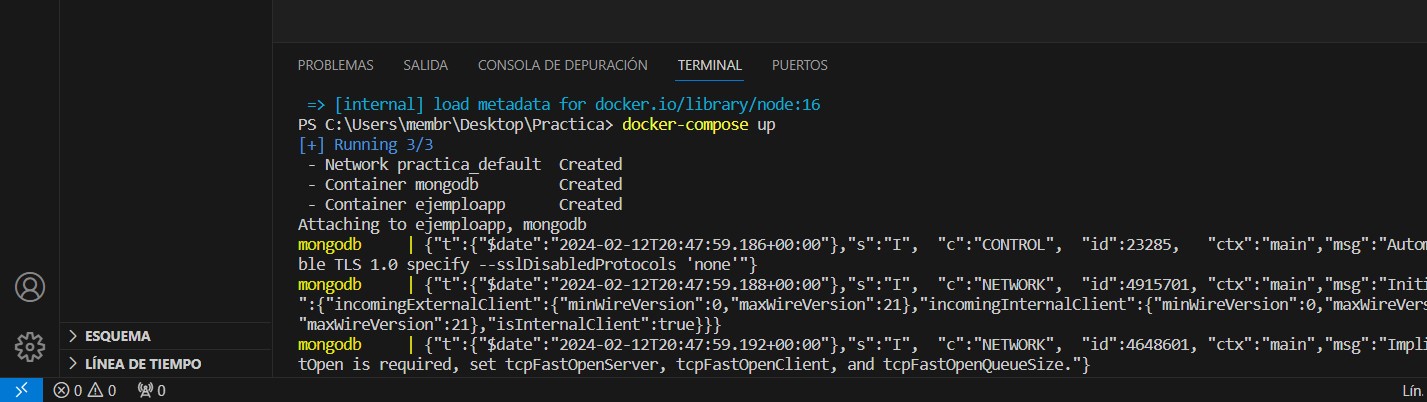 PROBLEMAS SALIDA CONSOLA DE DEPURACIÓN TERMINAL PUERTOS
=> [internal] load metadata for docker.io/library/node:16
PS C:\Users\membr\Desktop\Practica> docker-compose up
[+] Running 3/3
- Network practica_default Created
- Container mongodb Created
- Container ejemploapp Created
Attaching to ejemploapp, mongodb
mongodb | {"t":{"$date":"2024-02-12T20:47:59.186+00:00"},"s":"I", "c":"CONTROL", "id":23285, "ctx":"main","msg":"Autom
ble TLS 1.0 specify --sslDisabledProtocols 'none'"}
mongodb | {"t":{"$date":"2024-02-12T20:47:59.188+00:00"},"s":"I", "c":"NETWORK", "id":4915701, "ctx":"main","msg":"Initi
":{"incomingExternalClient":{"minWireVersion":0,"maxWireVersion":21},"incomingInternalClient":{"minWireVersion":0,"maxWireVers
"maxWireVersion":21},"isInternalClient":true}}}
mongodb | {"t":{"$date":"2024-02-12T20:47:59.192+00:00"},"s":"I", "c":"NETWORK", "id":4648601, "ctx":"main","msg":"Impli
tOpen is required, set tcpFastOpenServer, tcpFastOpenClient, and tcpFastOpenQueueSize."}
ESQUEMA
LÍNEA DE TIEMPO
0 0 0
Lín.